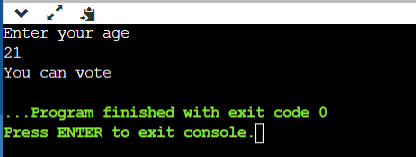 Enter your age
21
You can vote
...Program finished with exit code 0
Press ENTER to exit console.